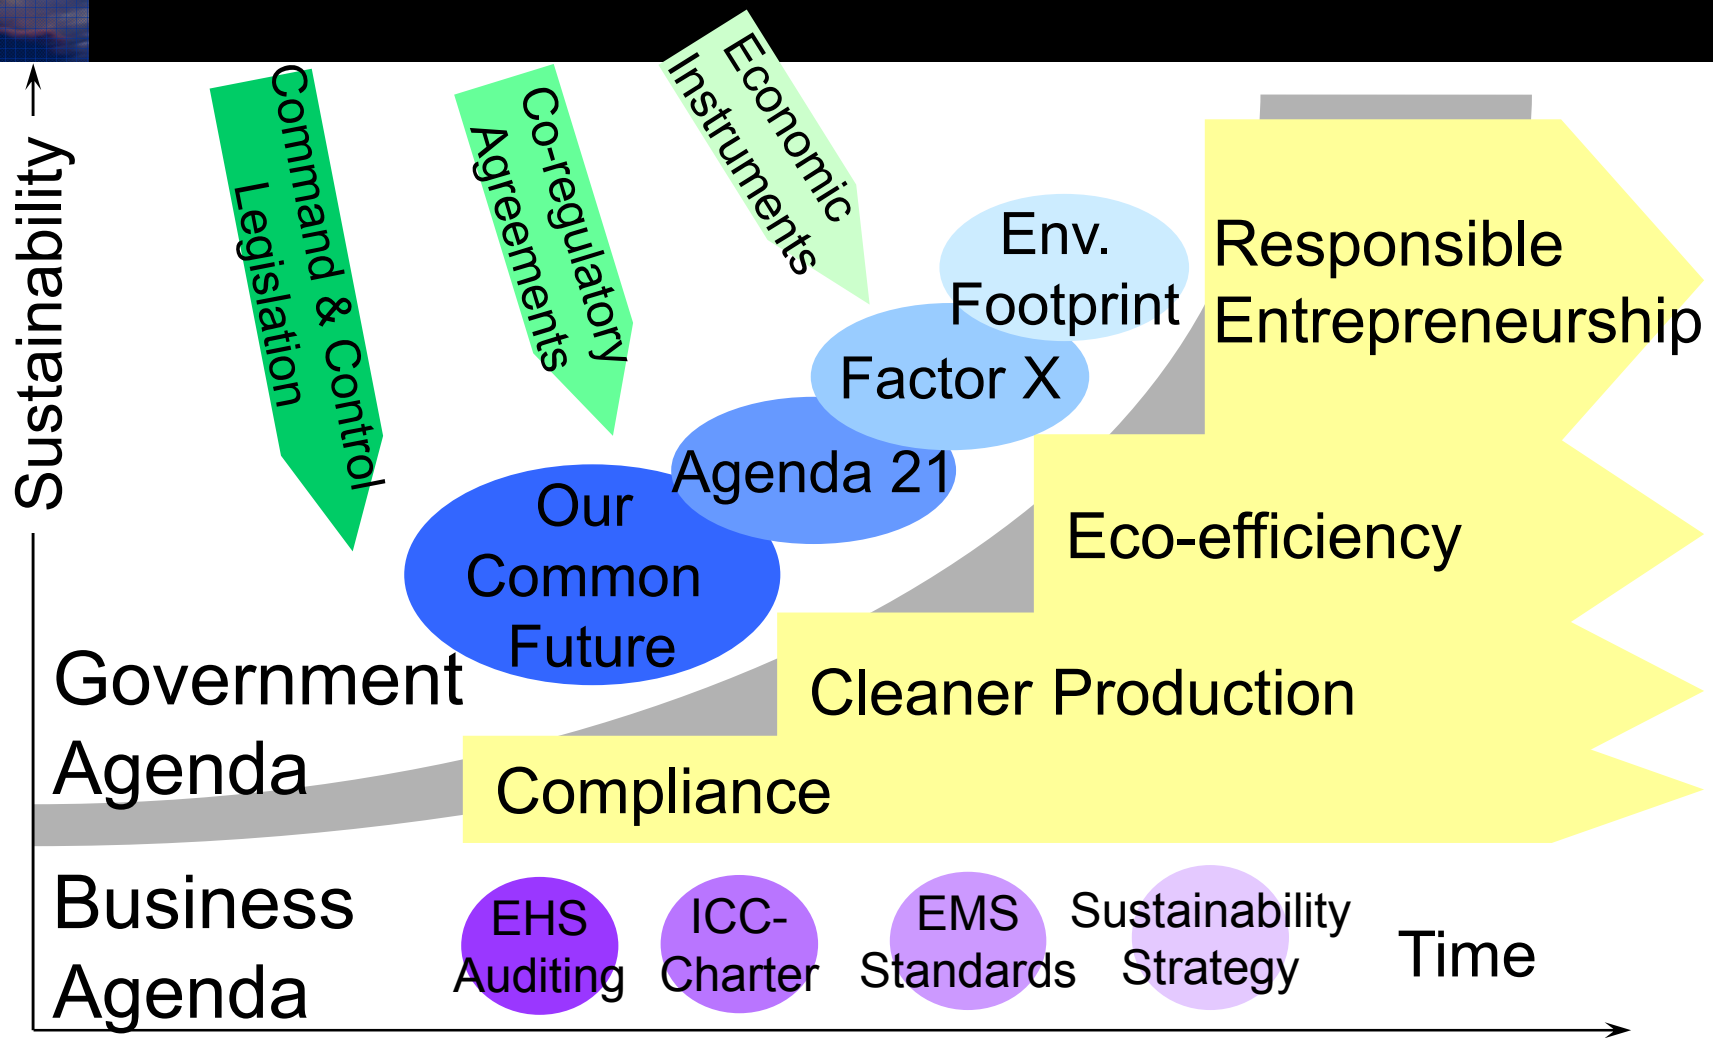 Sustainability
Command & Control
Legislation
Co-regulatory
Agreements
Economic
Instruments
Env.
Footprint
Factor X
Agenda 21
Our
Common
Future
Responsible
Entrepreneurship
Eco-efficiency
Cleaner Production
Compliance
Government
Agenda
Business
Agenda
EHS
Auditing
ICC-
Charter
EMS
Standards
Sustainability
Strategy
Time